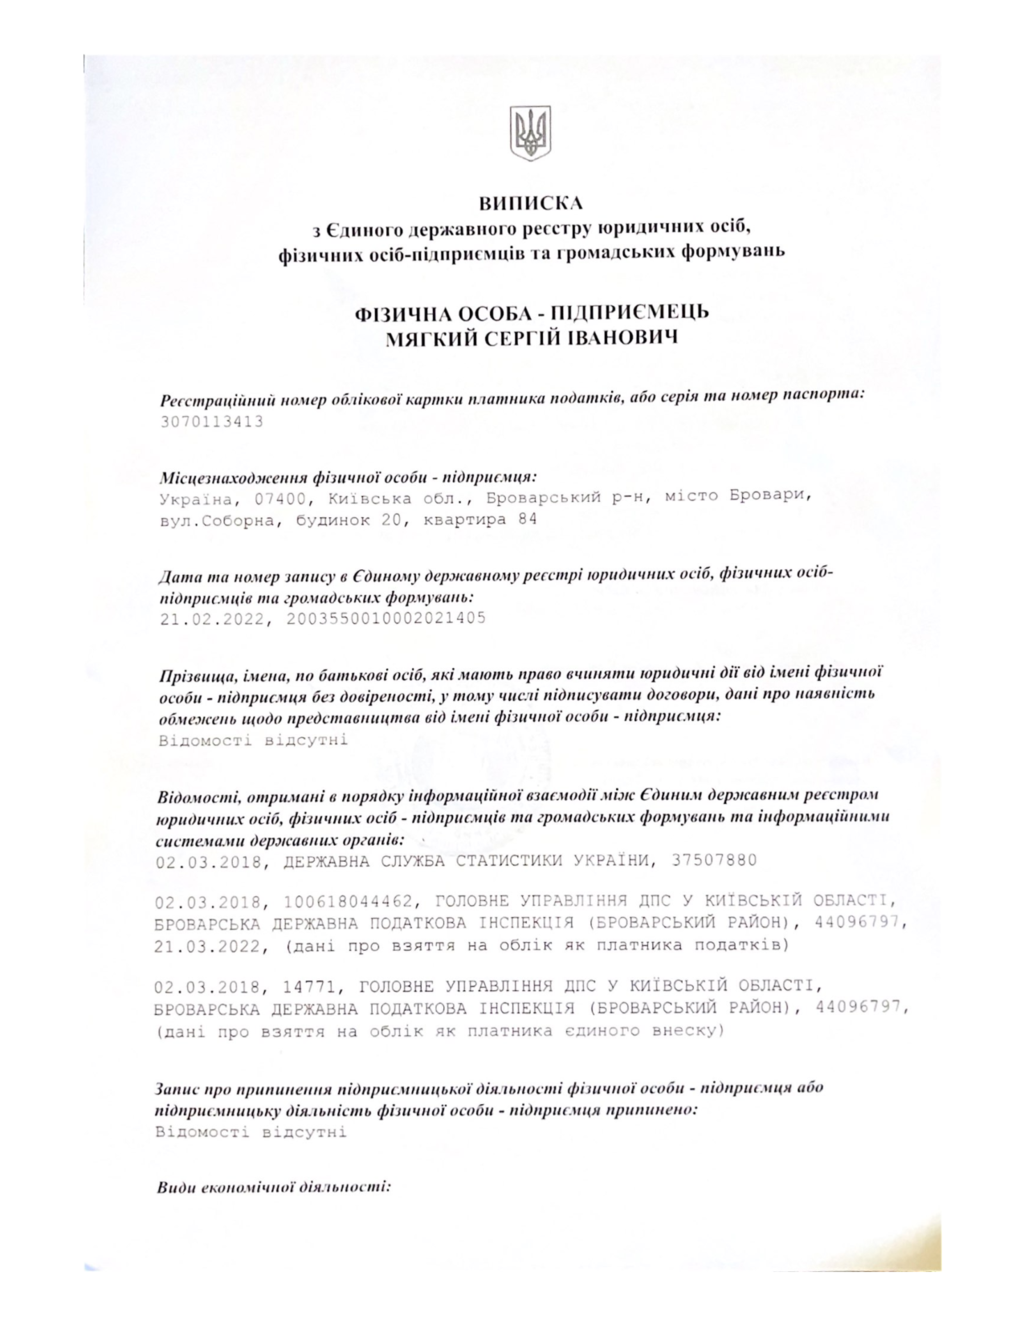 ВИПИСКА
з Єдиного державного реєстру юридичних осіб,
фізичних осіб-підприємців та громадських формувань
ФІЗИЧНА ОСОБА - ПІДПРИЄМЕЦЬ
МЯГКИЙ СЕРГІЙ ІВАНОВИЧ
Реєстраційний номер облікової картки платника податків, або серія та номер паспорта:
3070113413
Місцезнаходження фізичної особи - підприємця:
Україна, 07400, Київська обл., Броварський р-н, місто Бровари,
вул.Соборна, будинок 20, квартира 84
Дата та номер запису в Єдиному державному реєстрі юридичних осіб, фізичних осіб-
підприємців та громадських формувань:
21.02.2022, 2003550010002021405
Прізвища, імена, по батькові осіб, які мають право вчиняти юридичні дії від імені фізичної
особи - підприємця без довіреності, у тому числі підписувати договори, дані про наявність
обмежень щодо представництва від імені фізичної особи - підприємця:
Відомості відсутні
Відомості, отримані в порядку інформаційної взаємодії між Єдиним державним реєстром
юридичних осіб, фізичних осіб - підприємців та громадських формувань та інформаційними
системами державних органів:
02.03.2018, ДЕРЖАВНА СЛУЖБА СТАТИСТИКИ УКРАЇНИ, 37507880
02.03.2018, 100618044462, ГОЛОВНЕ УПРАВЛІННЯ ДПС У КИЇВСЬКІЙ ОБЛАСТІ,
БРОВАРСЬКА ДЕРЖАВНА ПОДАТКОВА ІНСПЕКЦІЯ (БРОВАРСЬКИЙ РАЙОН), 44096797,
21.03.2022, (дані про взяття на облік як платника податків)
02.03.2018, 14771, ГОЛОВНЕ УПРАВЛІННЯ ДПС У КИЇВСЬКІЙ ОБЛАСТІ,
БРОВАРСЬКА ДЕРЖАВНА ПОДАТКОВА ІНСПЕКЦІЯ (БРОВАРСЬКИЙ РАЙОН), 44096797,
(дані про взяття на облік як платника єдиного внеску)
Запис про припинення підприємницької діяльності фізичної особи - підприємця або
підприємницьку діяльність фізичної особи - підприємця припинено:
Відомості відсутні
Види економічної діяльності: